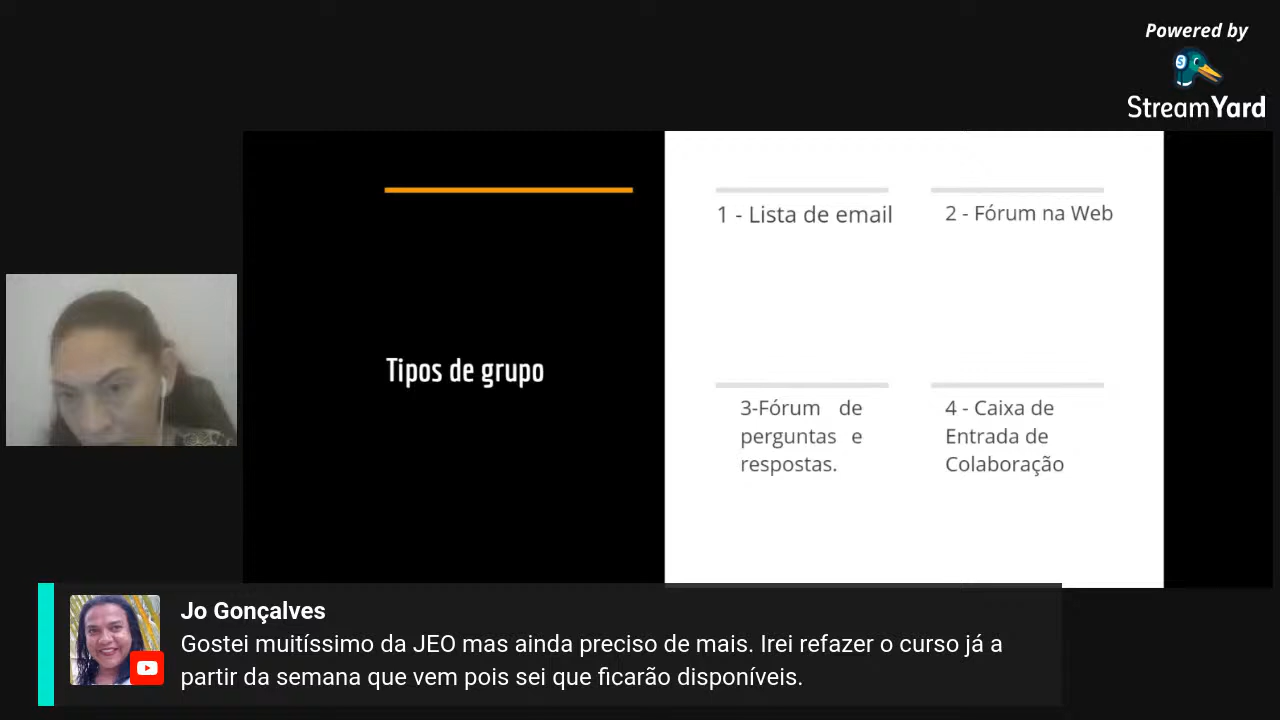 Powered by
StreamYard
1 - Lista de email
2 - Fórum na Web
Tipos de grupo
3-Fórum de
perguntas e
respostas.
4 - Caixa de
Entrada de
Colaboração
Jo Gonçalves
Gostei muitíssimo da JEO mas ainda preciso de mais. Irei refazer o curso já a
partir da semana que vem pois sei que ficarão disponíveis.